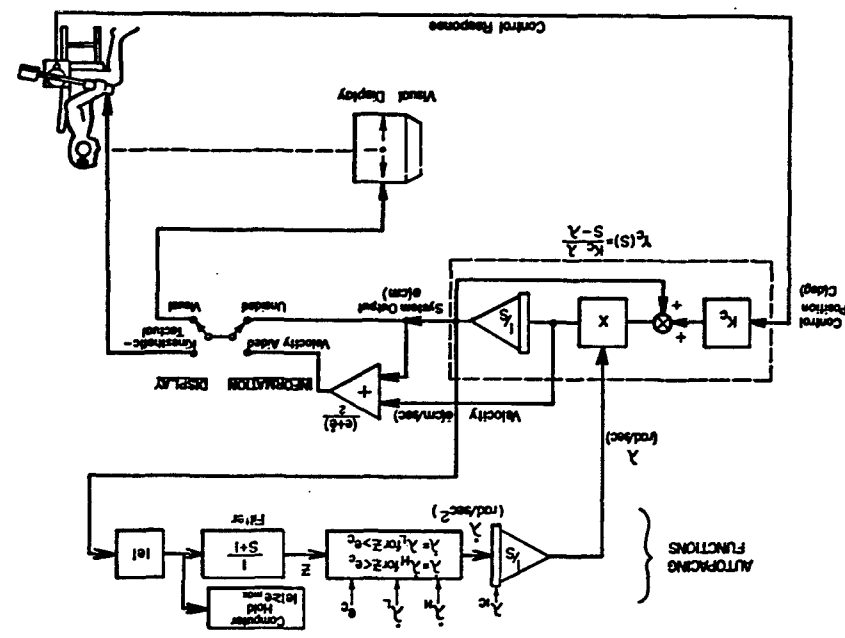 AUTOPACING
FUNCTIONS
λ_IC
λ̇_H
λ̇_L
e_c
Computer
Hold
|e|≥e_max
1/S
λ̇
(rad/sec²)
λ̇ = λ̇_H for Z<e_c
λ̇ = λ̇_L for Z>e_c
Z
1
S+1
Filter
|e|
λ
(rad/sec)
Velocity ė(cm/sec)
(e+ė)
2
+
INFORMATION DISPLAY
Velocity Aided
Kinesthetic-
Tactual
Unaided
Visual
Control
Position
C(deg)
K_c
+
+
X
1/S
System Output
e(cm)
Y_c(S)=K_c λ
S-λ
Visual Display
Control Response